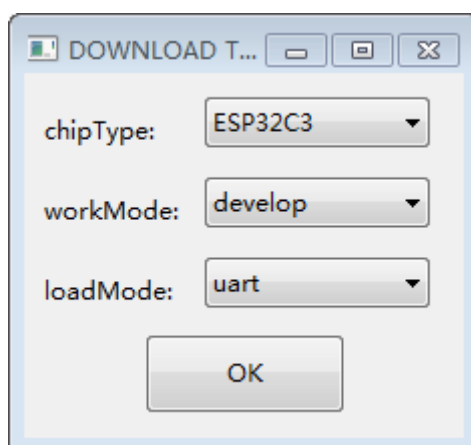 DOWNLOAD T...
chipType: ESP32C3
workMode: develop
loadMode: uart
OK